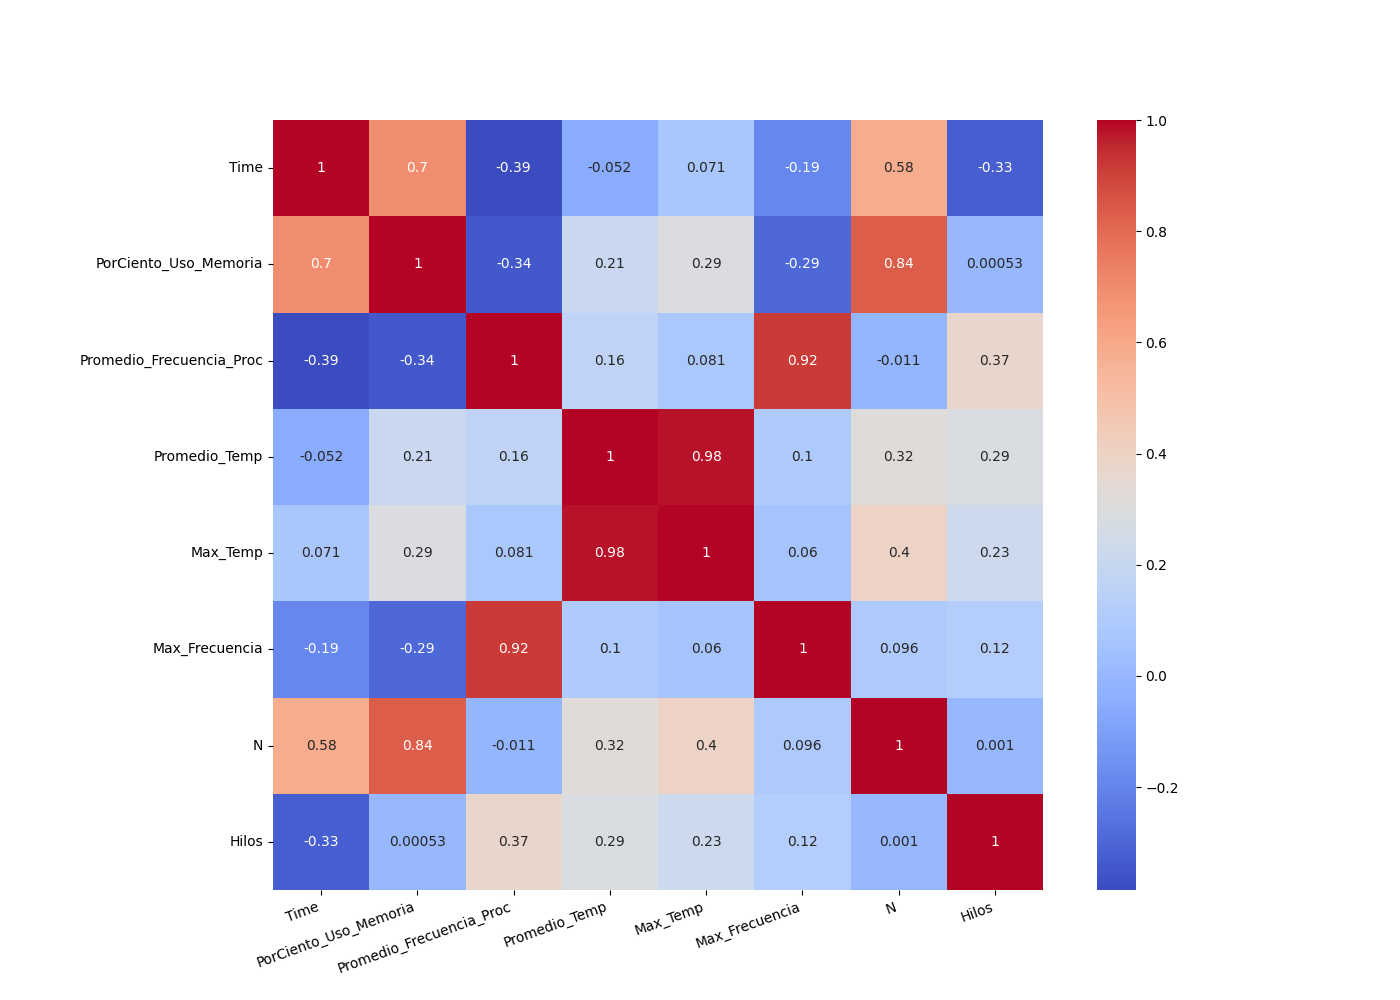 Time 1 0.7 -0.39 -0.052 0.071 -0.19 0.58 -0.33
PorCiento_Uso_Memoria 0.7 1 -0.34 0.21 0.29 -0.29 0.84 0.00053
Promedio_Frecuencia_Proc -0.39 -0.34 1 0.16 0.081 0.92 -0.011 0.37
Promedio_Temp -0.052 0.21 0.16 1 0.98 0.1 0.32 0.29
Max_Temp 0.071 0.29 0.081 0.98 1 0.06 0.4 0.23
Max_Frecuencia -0.19 -0.29 0.92 0.1 0.06 1 0.096 0.12
N 0.58 0.84 -0.011 0.32 0.4 0.096 1 0.001
Hilos -0.33 0.00053 0.37 0.29 0.23 0.12 0.001 1
Time
PorCiento_Uso_Memoria
Promedio_Frecuencia_Proc
Promedio_Temp
Max_Temp
Max_Frecuencia
N
Hilos
1.0
0.8
0.6
0.4
0.2
0.0
−0.2